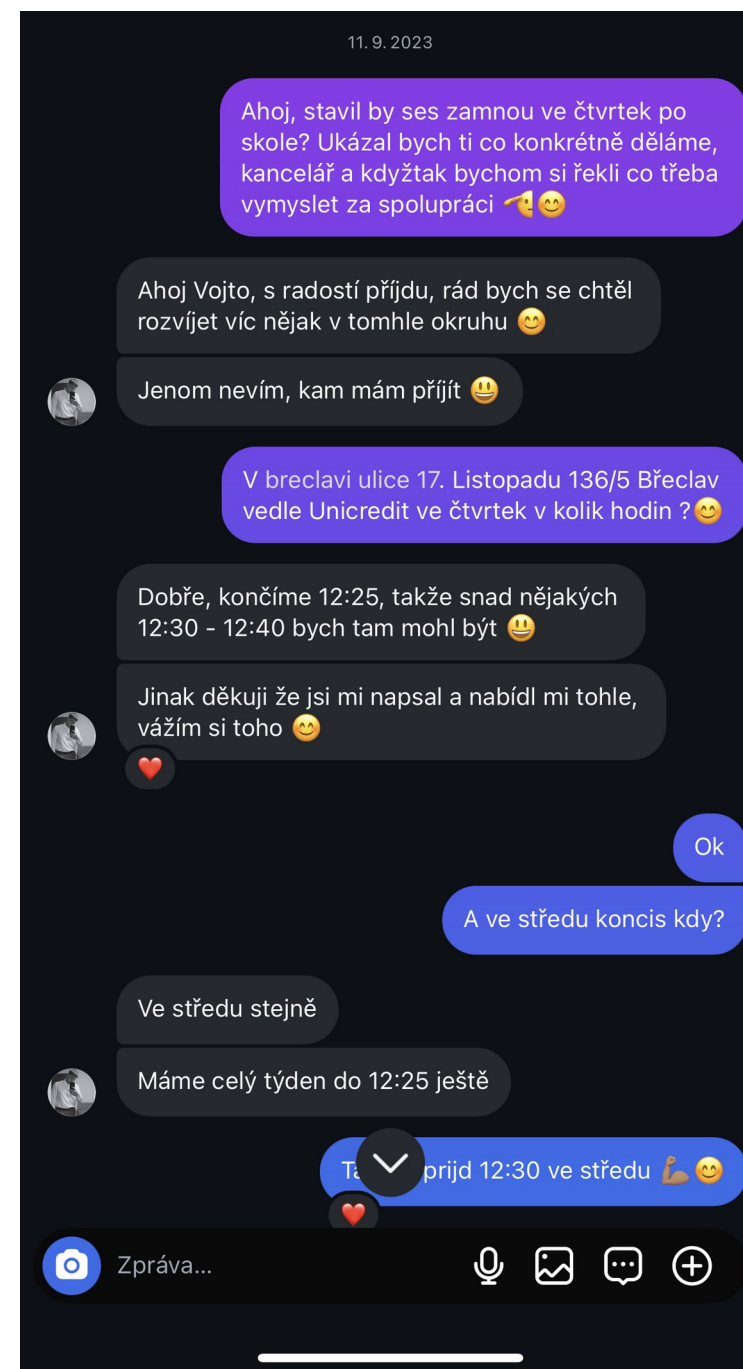 11. 9. 2023
Ahoj, stavil by ses zamnou ve čtvrtek po
skole? Ukázal bych ti co konkrétně děláme,
kancelář a kdyžtak bychom si řekli co třeba
vymyslet za spolupráci 🫡😊
Ahoj Vojto, s radostí příjdu, rád bych se chtěl
rozvíjet víc nějak v tomhle okruhu 😊
Jenom nevím, kam mám příjít 😃
V breclavi ulice 17. Listopadu 136/5 Břeclav
vedle Unicredit ve čtvrtek v kolik hodin ?😊
Dobře, končíme 12:25, takže snad nějakých
12:30 - 12:40 bych tam mohl být 😃
Jinak děkuji že jsi mi napsal a nabídl mi tohle,
vážím si toho 😊
❤️
Ok
A ve středu koncis kdy?
Ve středu stejně
Máme celý týden do 12:25 ještě
prijd 12:30 ve středu 💪🏾😊
❤️
Zpráva...